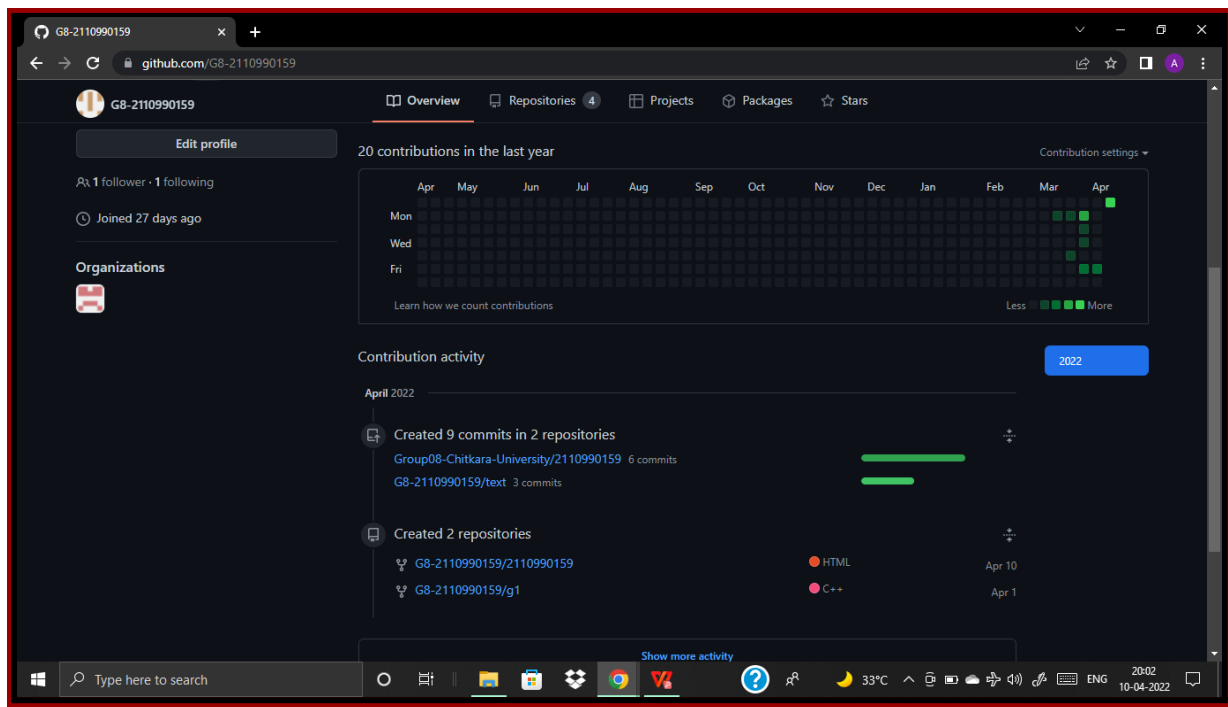 G8-2110990159
github.com/G8-2110990159
A
G8-2110990159
Overview Repositories 4 Projects Packages Stars
Edit profile
1 follower · 1 following
Joined 27 days ago
Organizations
20 contributions in the last year
Contribution settings
Apr May Jun Jul Aug Sep Oct Nov Dec Jan Feb Mar Apr
Mon
Wed
Fri
Learn how we count contributions
Less More
Contribution activity
2022
April 2022
Created 9 commits in 2 repositories
Group08-Chitkara-University/2110990159 6 commits
G8-2110990159/text 3 commits
Created 2 repositories
G8-2110990159/2110990159 HTML Apr 10
G8-2110990159/g1 C++ Apr 1
Show more activity
Type here to search
33°C
ENG
20:02
10-04-2022